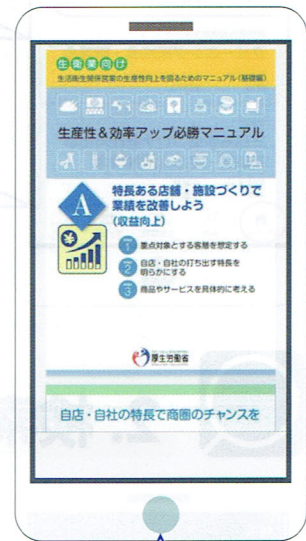 生衛業向け
生活衛生関係営業の生産性向上を図るためのマニュアル(基礎編)
生産性&効率アップ必勝マニュアル
A
特長ある店舗・施設づくりで
業績を改善しよう
(収益向上)
1 重点対象とする客層を想定する
2 自店・自社の打ち出す特長を
明らかにする
3 商品やサービスを具体的に考える
厚生労働省
自店・自社の特長で商圏のチャンスを